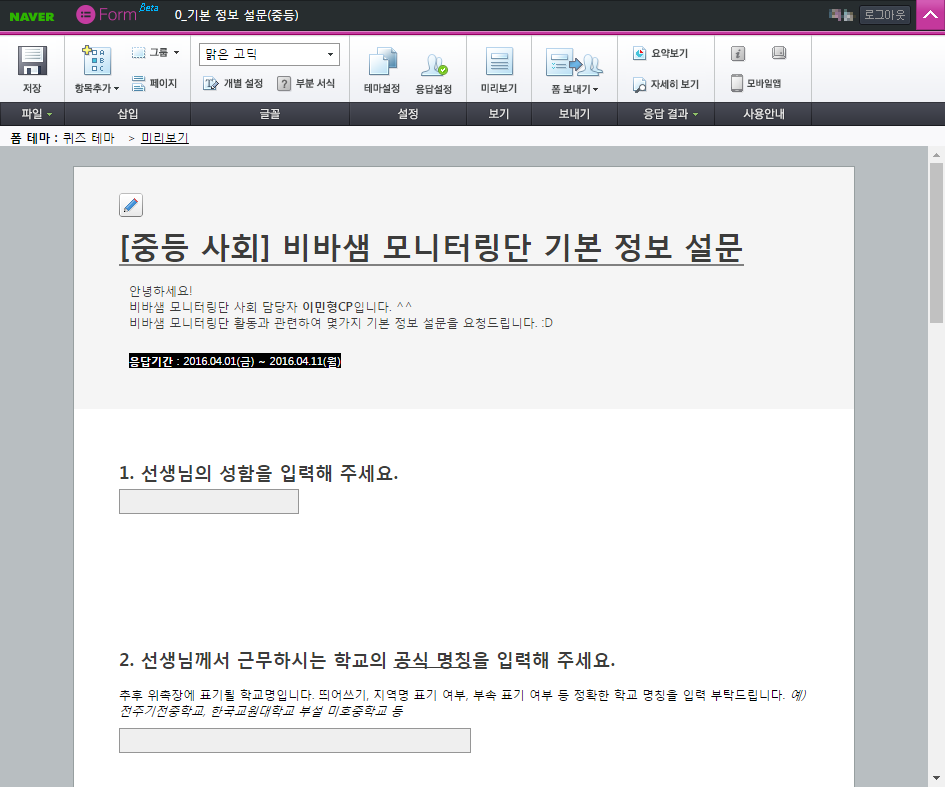 NAVER Form Beta 0_기본 정보 설문(중등) 로그아웃
저장 항목추가 그룹 페이지 맑은 고딕 개별 설정 ? 부분 서식 테마설정 응답설정 미리보기 폼 보내기 요약보기 자세히 보기 모바일앱
파일 삽입 글꼴 설정 보기 보내기 응답 결과 사용안내
폼 테마 : 퀴즈 테마 > 미리보기
[중등 사회] 비바샘 모니터링단 기본 정보 설문
안녕하세요!
비바샘 모니터링단 사회 담당자 이민형CP입니다. ^^
비바샘 모니터링단 활동과 관련하여 몇가지 기본 정보 설문을 요청드립니다. :D
응답기간 : 2016.04.01(금) ~ 2016.04.11(월)
1. 선생님의 성함을 입력해 주세요.
2. 선생님께서 근무하시는 학교의 공식 명칭을 입력해 주세요.
추후 위촉장에 표기될 학교명입니다. 띄어쓰기, 지역명 표기 여부, 부속 표기 여부 등 정확한 학교 명칭을 입력 부탁드립니다. 예)
전주기전중학교, 한국교원대학교 부설 미호중학교 등